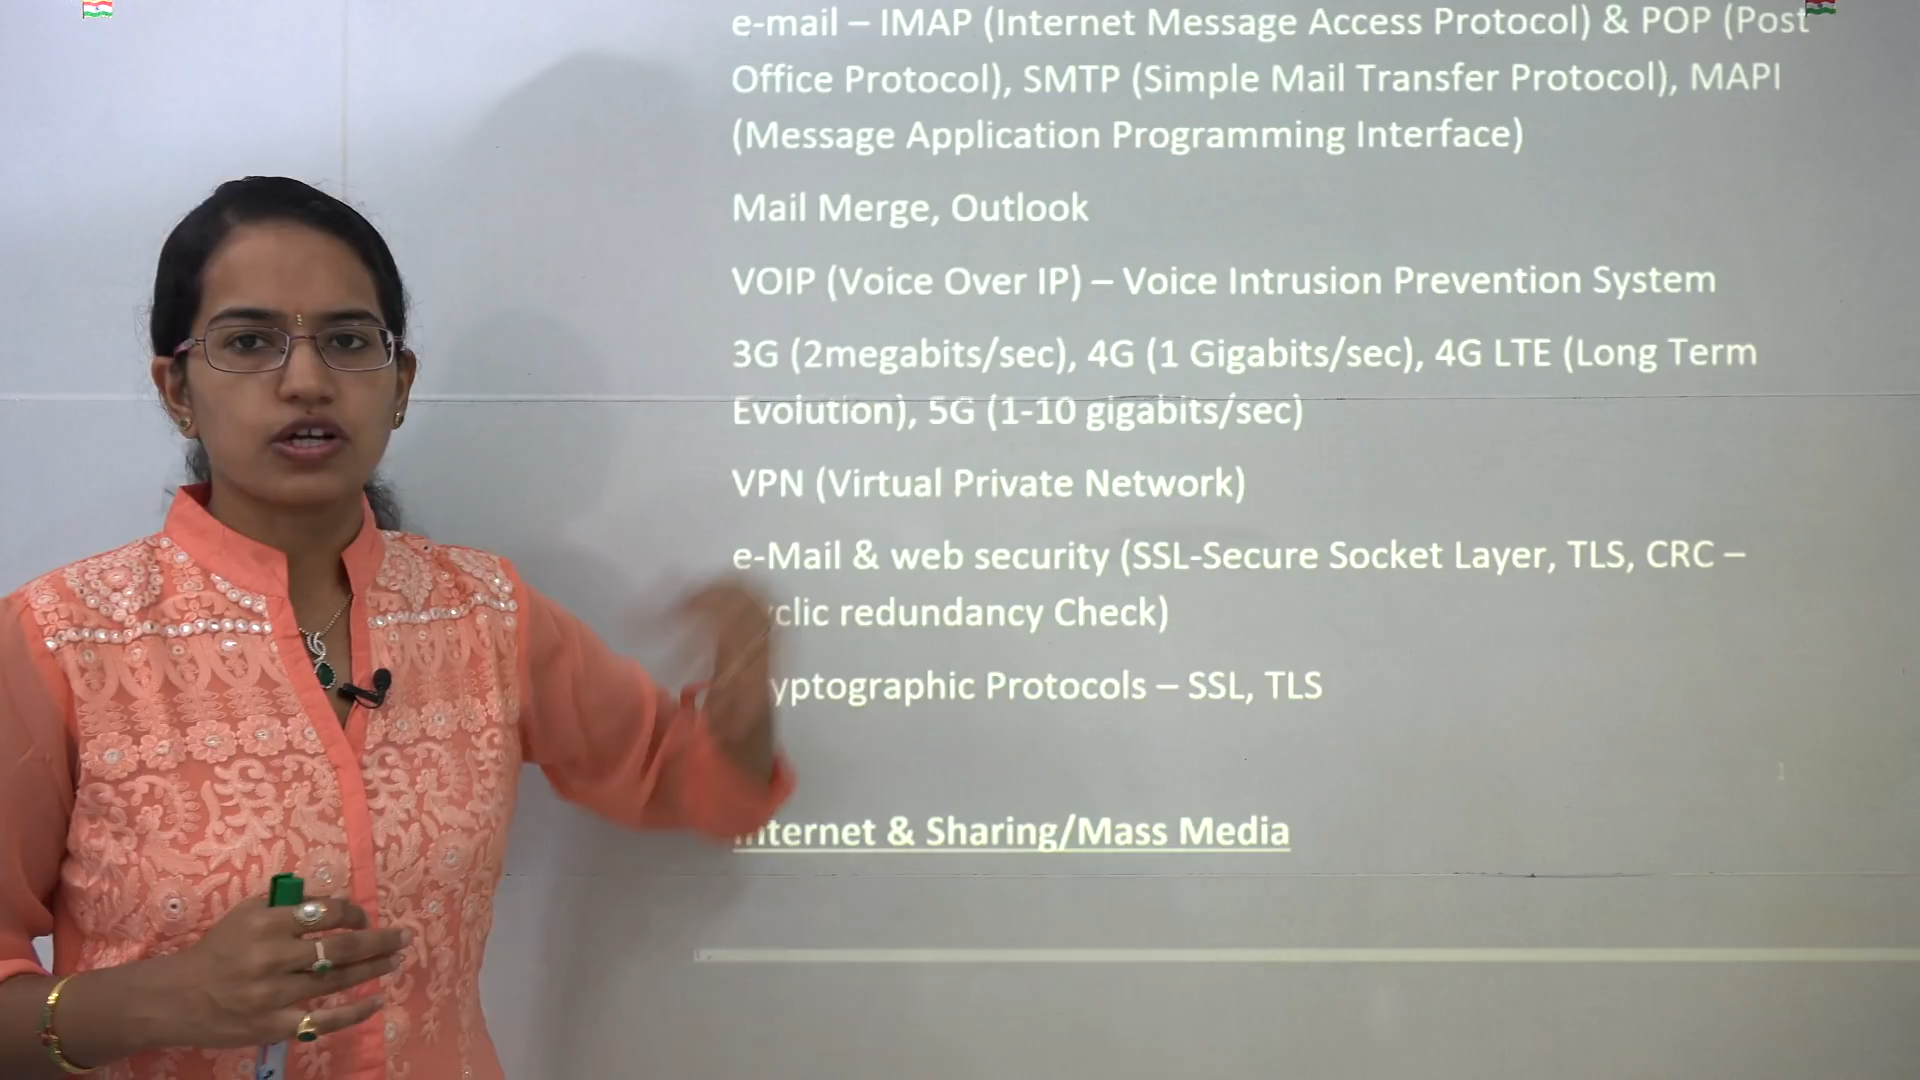 e-mail – IMAP (Internet Message Access Protocol) & POP (Post
Office Protocol), SMTP (Simple Mail Transfer Protocol), MAPI
(Message Application Programming Interface)
Mail Merge, Outlook
VOIP (Voice Over IP) – Voice Intrusion Prevention System
3G (2megabits/sec), 4G (1 Gigabits/sec), 4G LTE (Long Term
Evolution), 5G (1-10 gigabits/sec)
VPN (Virtual Private Network)
e-Mail & web security (SSL-Secure Socket Layer, TLS, CRC –
clic redundancy Check)
yptographic Protocols – SSL, TLS
nternet & Sharing/Mass Media